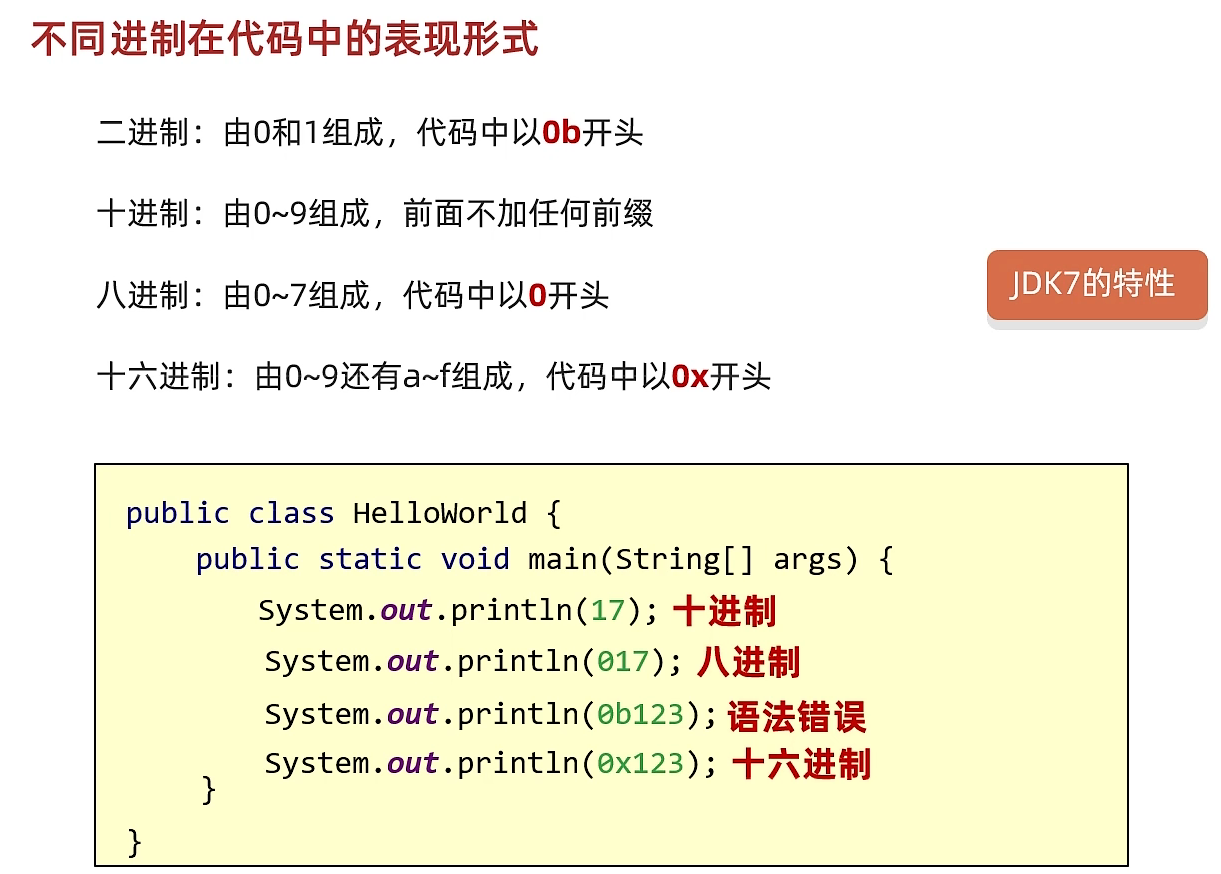 不同进制在代码中的表现形式
二进制：由0和1组成，代码中以0b开头
十进制：由0~9组成，前面不加任何前缀
八进制：由0~7组成，代码中以0开头
JDK7的特性
十六进制：由0~9还有a~f组成，代码中以0x开头
public class HelloWorld {
public static void main(String[] args) {
System.out.println(17); 十进制
System.out.println(017); 八进制
System.out.println(0b123); 语法错误
System.out.println(0x123); 十六进制
}
}